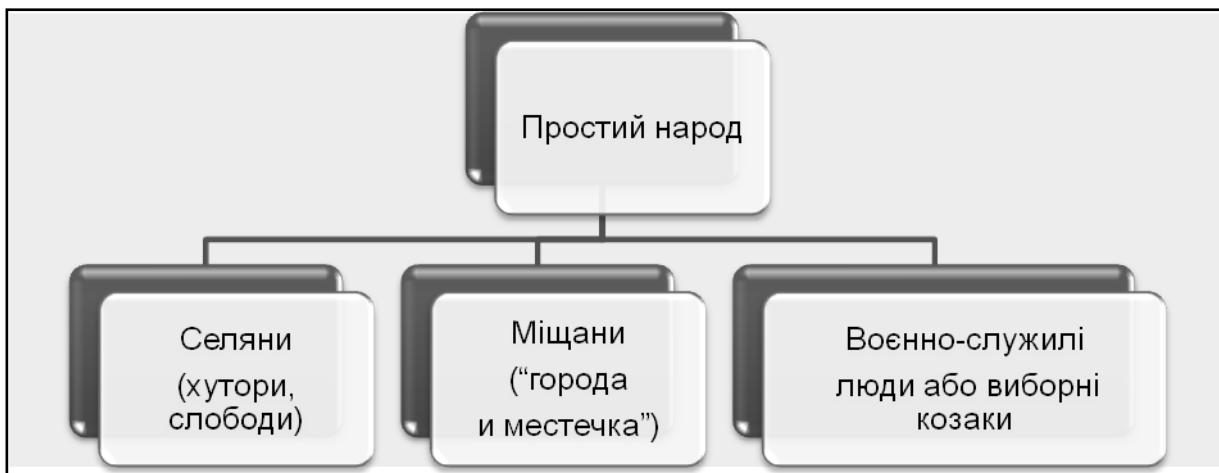 Простий народ
Селяни
(хутори,
слободи)
Міщани
(“города
и местечка”)
Воєнно-служилі
люди або виборні
козаки